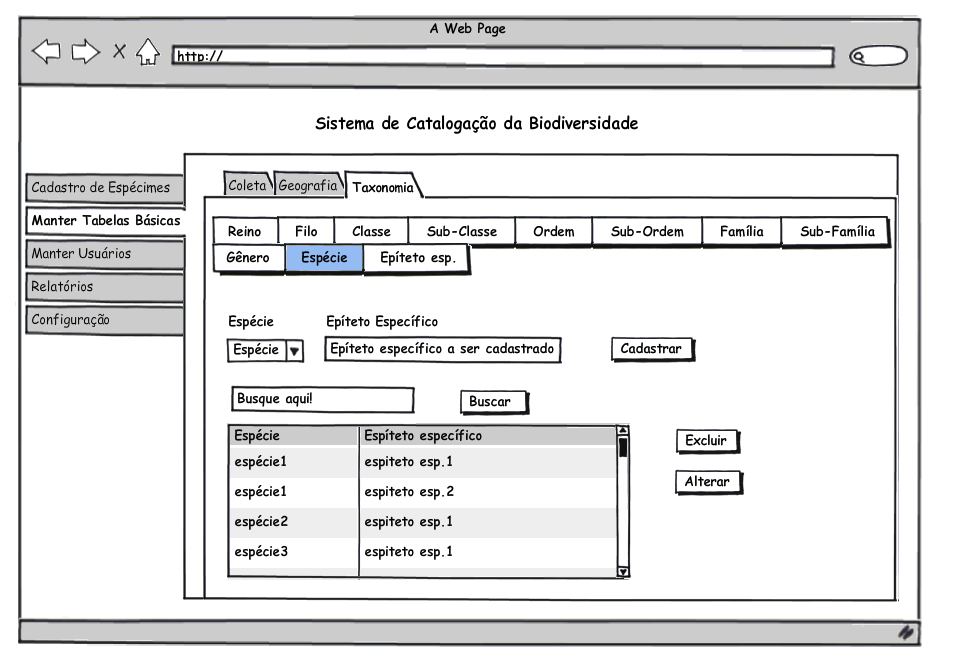 A Web Page
http://
Sistema de Catalogação da Biodiversidade
Cadastro de Espécimes
Manter Tabelas Básicas
Manter Usuários
Relatórios
Configuração
Coleta Geografia Taxonomia
Reino Filo Classe Sub-Classe Ordem Sub-Ordem Família Sub-Família
Gênero Espécie Epíteto esp.
Espécie Epíteto Específico
Espécie Epíteto específico a ser cadastrado Cadastrar
Busque aqui! Buscar
Espécie Espíteto específico
espécie1 espiteto esp.1
espécie1 espiteto esp.2
espécie2 espiteto esp.1
espécie3 espiteto esp.1
Excluir
Alterar